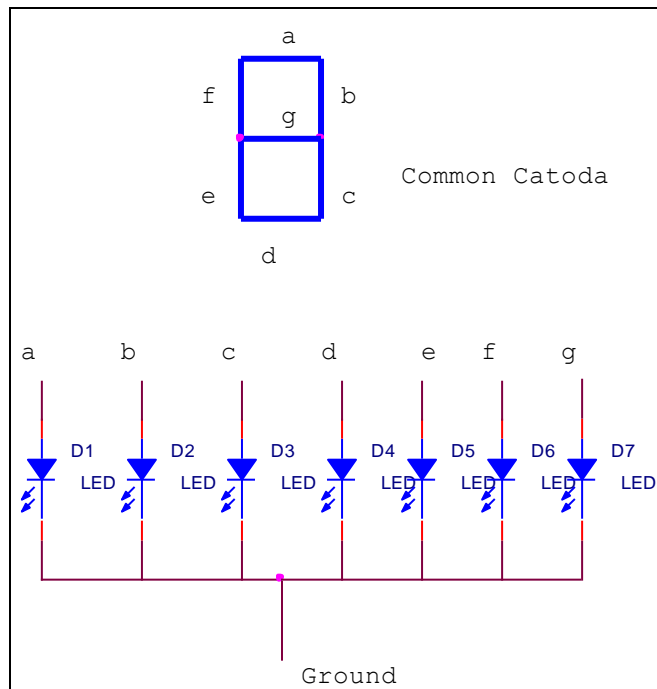 a
f b
g
Common Catoda
e c
d
a b c d e f g
D1 D2 D3 D4 D5 D6 D7
LED LED LED LED LED LED LED
Ground